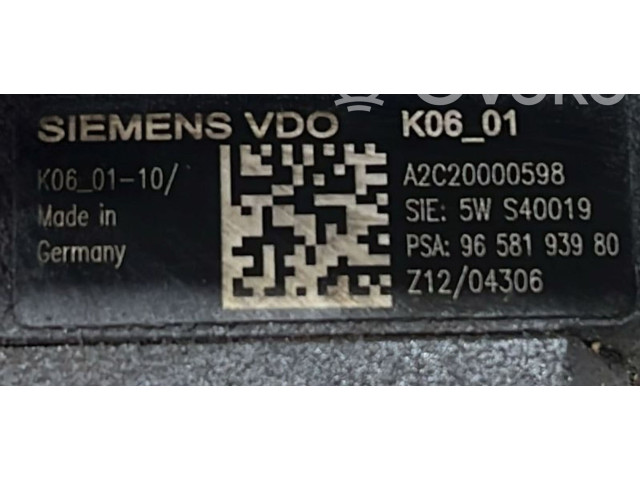 SIEMENS VDO
K06_01
K06_01-10/
Made in
Germany
A2C20000598
SIE: 5W S40019
PSA: 96 581 939 80
Z12/04306